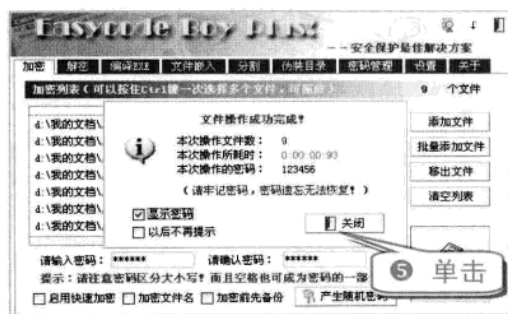 Easycode Boy Plus!
--安全保护最佳解决方案
加密 解密 编译EXE 文件嵌入 分割 伪装目录 密码管理 设置 关于
加密列表(可以按住Ctrl键一次选择多个文件,可拖放) 9 个文件
文件操作成功完成!
本次操作文件数: 9
本次操作所耗时: 0:00:00:93
本次操作的密码: 123456
(请牢记密码,密码遗忘无法恢复!)
显示密码
以后不再提示
关闭
d:\我的文档\
d:\我的文档\
d:\我的文档\
d:\我的文档\
d:\我的文档\
d:\我的文档\
添加文件
批量添加文件
移出文件
清空列表
请输入密码: ****** 请确认密码: ******
提示:请注意密码区分大小写!而且空格也可成为密码的一部
启用快速加密 加密文件名 加密前先备份 产生随机密
5 单击